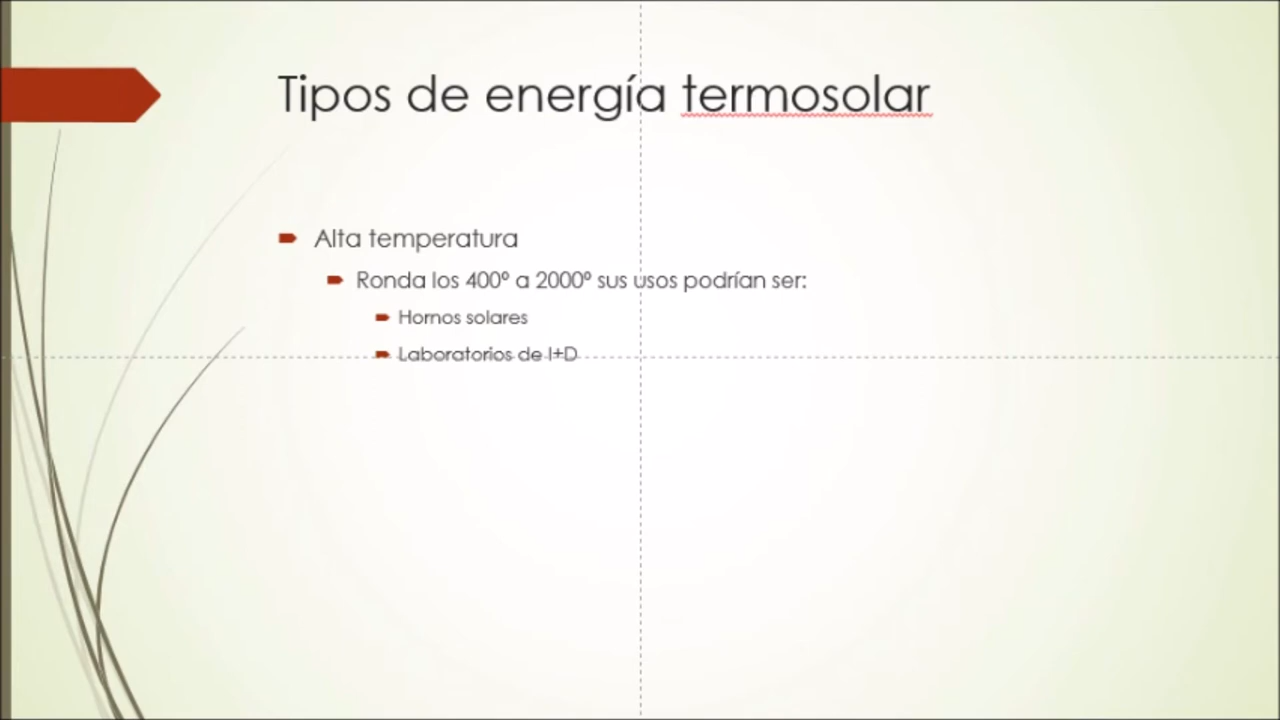 Tipos de energía termosolar
Alta temperatura
Ronda los 400º a 2000º sus usos podrían ser:
Hornos solares
Laboratorios de I+D